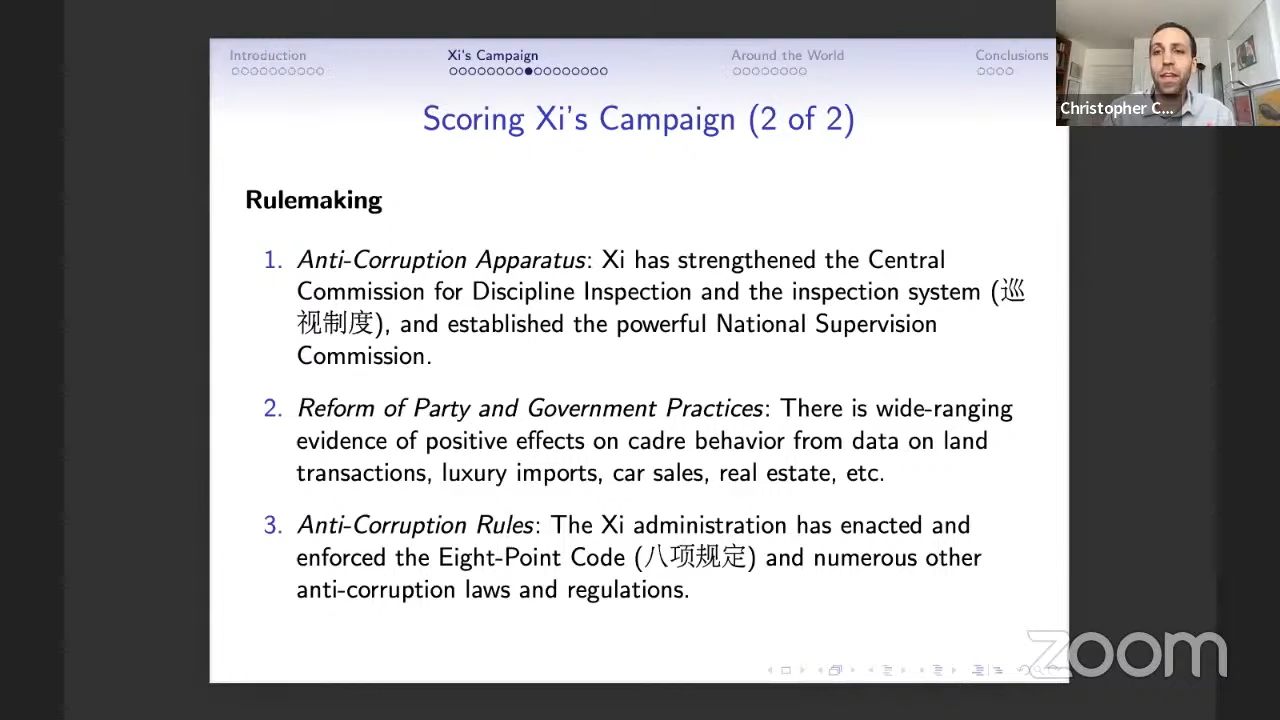 Introduction
Xi's Campaign
Around the World
Conclusions
Christopher C...
Scoring Xi's Campaign (2 of 2)
Rulemaking
1. Anti-Corruption Apparatus: Xi has strengthened the Central
Commission for Discipline Inspection and the inspection system (巡
视制度), and established the powerful National Supervision
Commission.
2. Reform of Party and Government Practices: There is wide-ranging
evidence of positive effects on cadre behavior from data on land
transactions, luxury imports, car sales, real estate, etc.
3. Anti-Corruption Rules: The Xi administration has enacted and
enforced the Eight-Point Code (八项规定) and numerous other
anti-corruption laws and regulations.
zoom